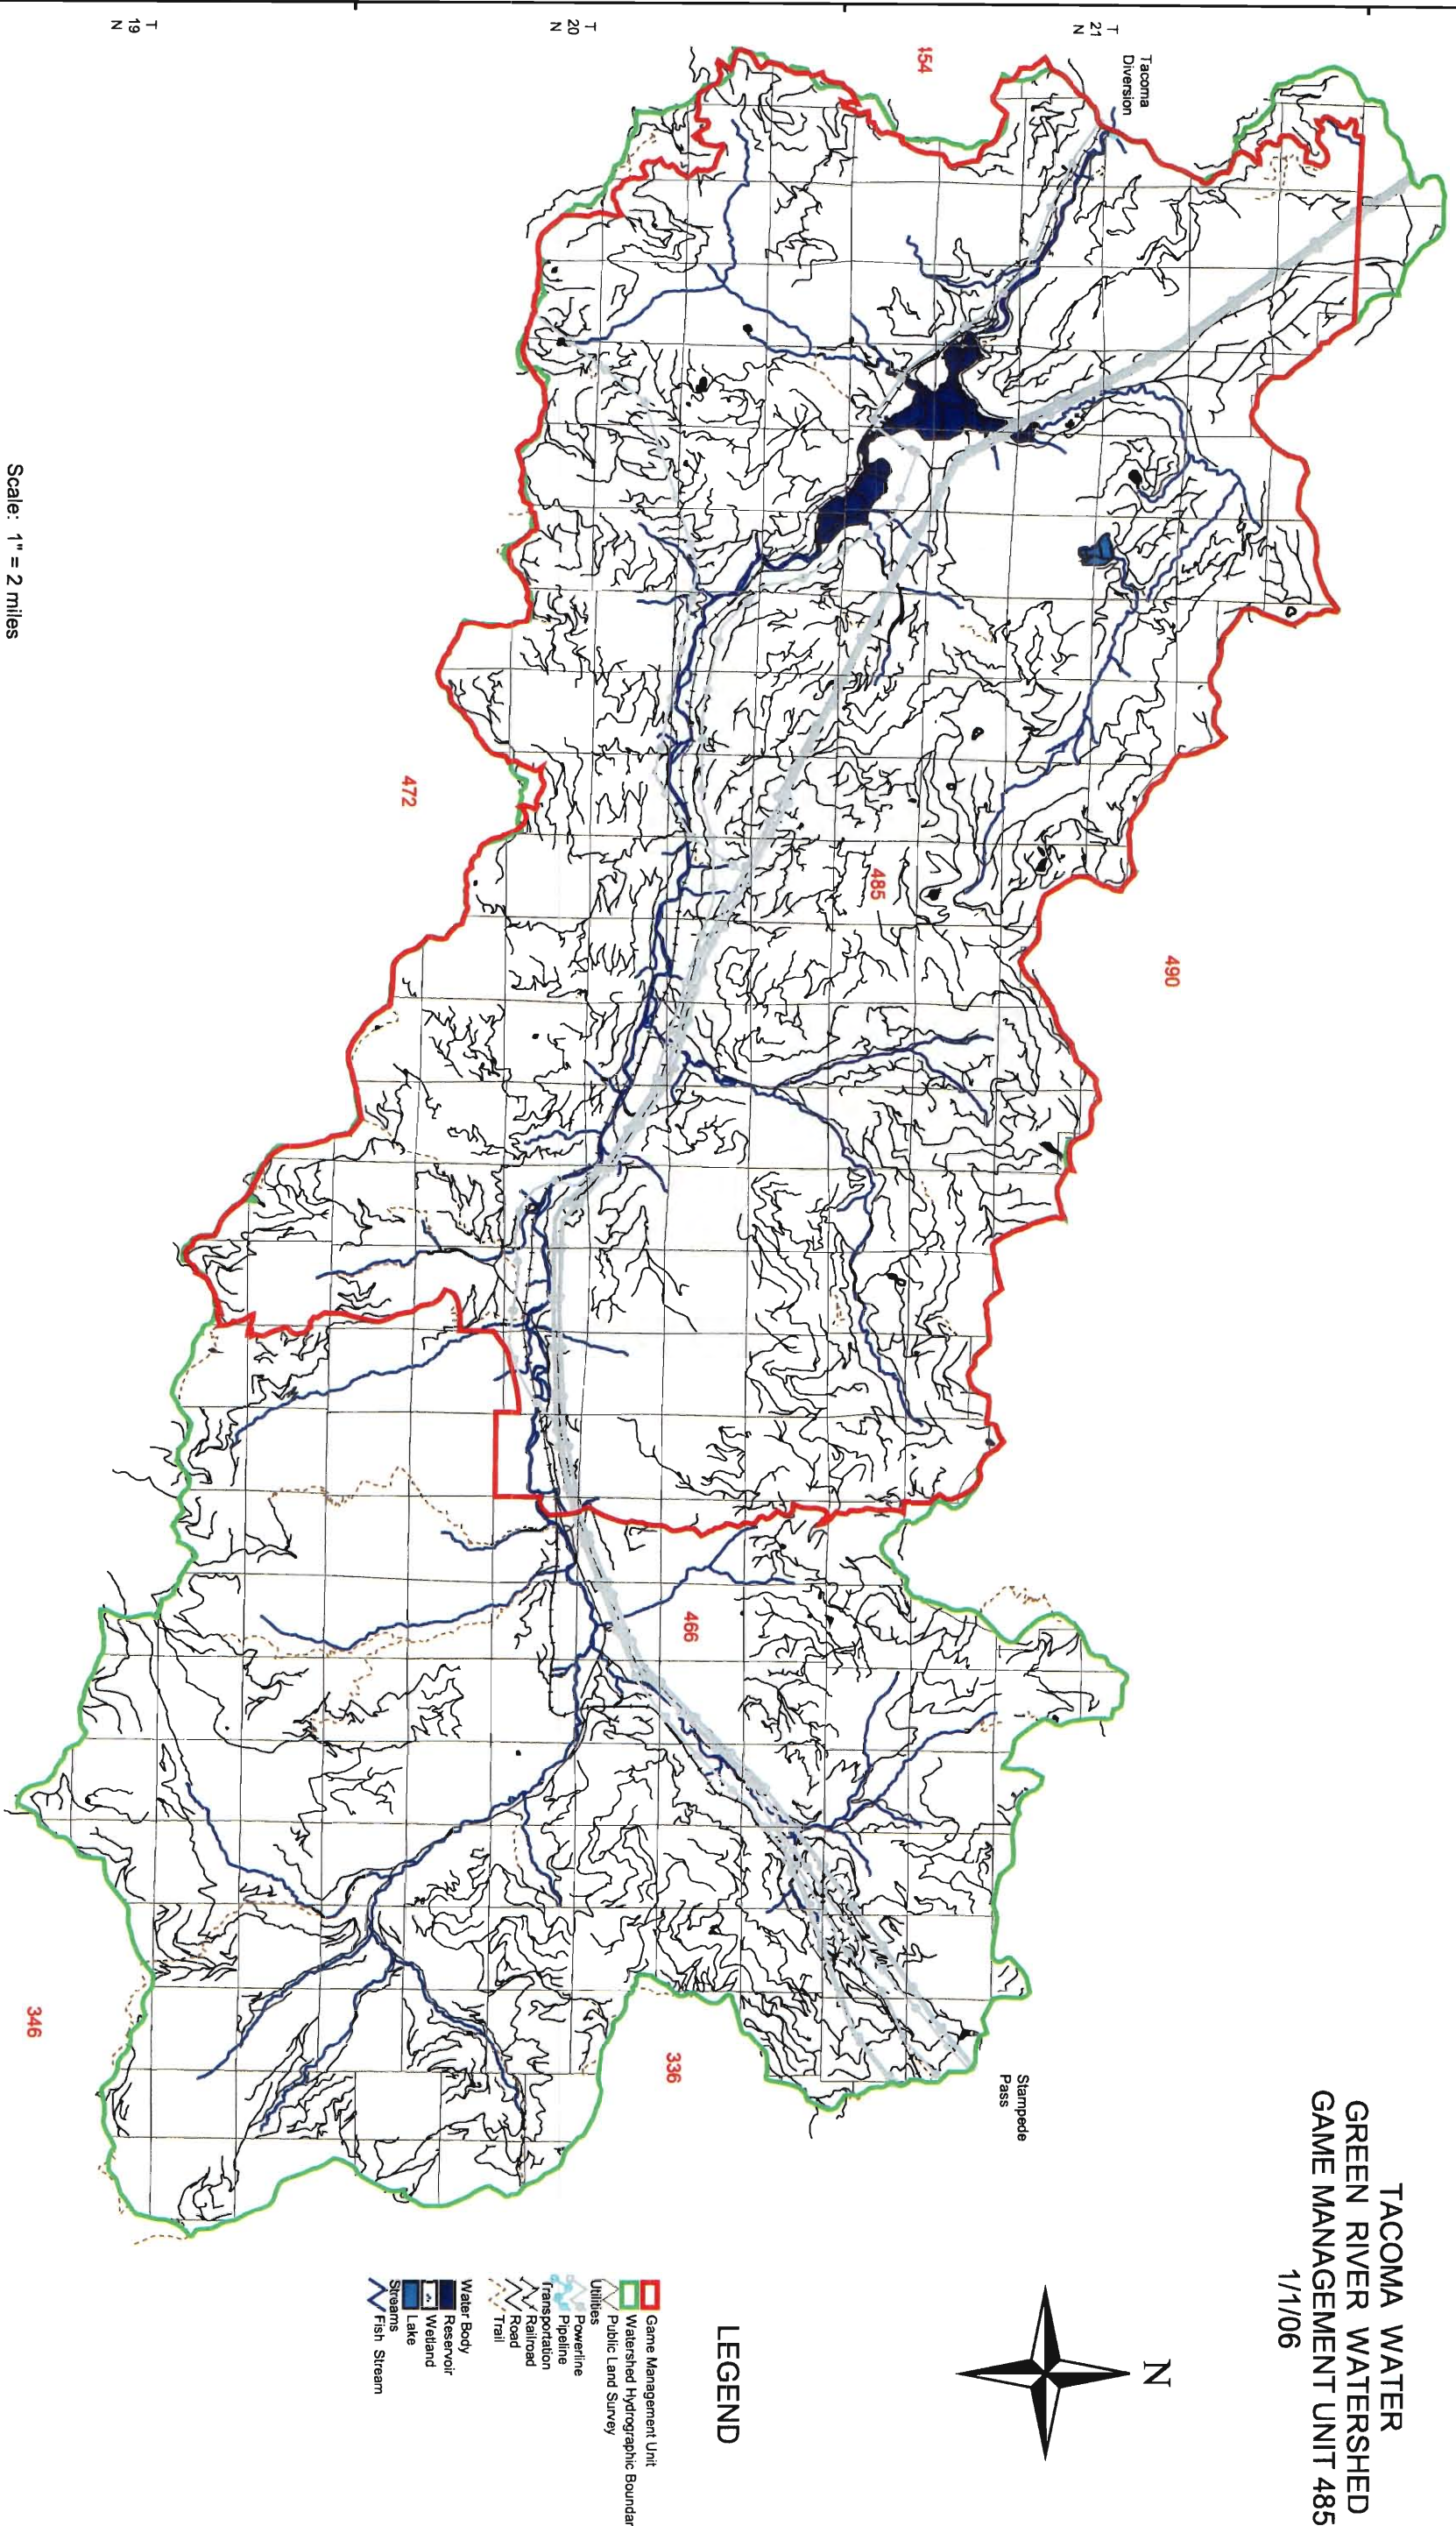 TACOMA WATER
GREEN RIVER WATERSHED
GAME MANAGEMENT UNIT 485
1/1/06
N
T
21
N
T
20
N
T
19
N
Tacoma
Diversion
490
485
466
472
336
346
Stampede
Pass
LEGEND
Game Management Unit
Watershed Hydrographic Boundar
Public Land Survey
Utilities
Powerline
Pipeline
Transportation
Railroad
Road
Trail
Water Body
Reservoir
Wetland
Lake
Streams
Fish Stream
Scale: 1" = 2 miles